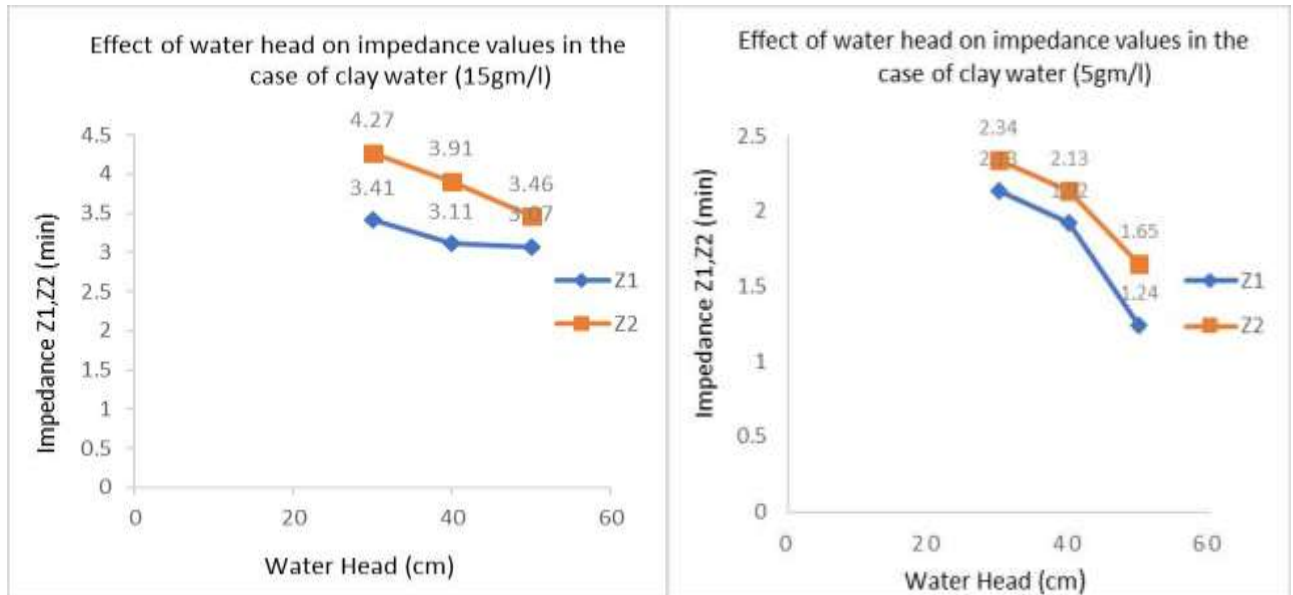 Effect of water head on impedance values in the
case of clay water (15gm/l)
4.5
4
3.5
3
2.5
2
1.5
1
0.5
0
0
20
40
60
4.27
3.91
3.46
3.41
3.11
3.07
Impedance Z1,Z2 (min)
Water Head (cm)
Z1
Z2
Effect of water head on impedance values in the
case of clay water (5gm/l)
2.5
2
1.5
1
0.5
0
0
20
40
60
2.34
2.13
1.65
1.24
Impedance Z1,Z2 (min)
Water Head (cm)
Z1
Z2